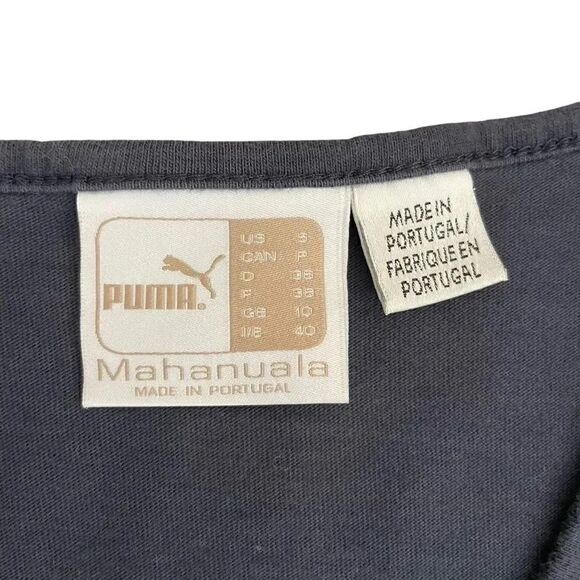 PUMA®
US S
CAN P
D 36
F 38
GB 10
I/E 40
Mahanuala
MADE IN PORTUGAL
MADE IN
PORTUGAL/
FABRIQUE EN
PORTUGAL